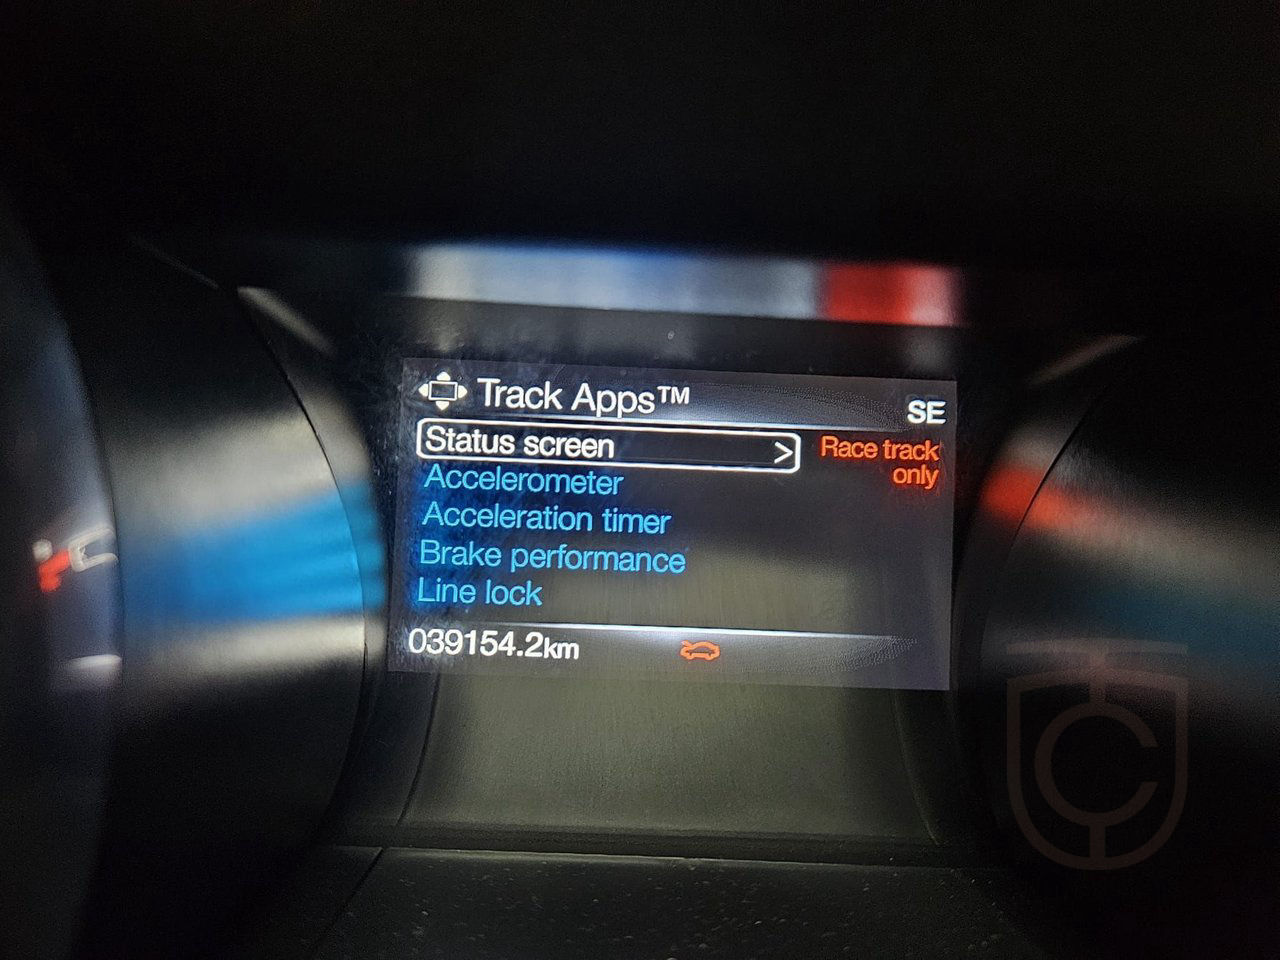 Track Apps™
SE
Status screen >
Race track
only
Accelerometer
Acceleration timer
Brake performance
Line lock
039154.2km